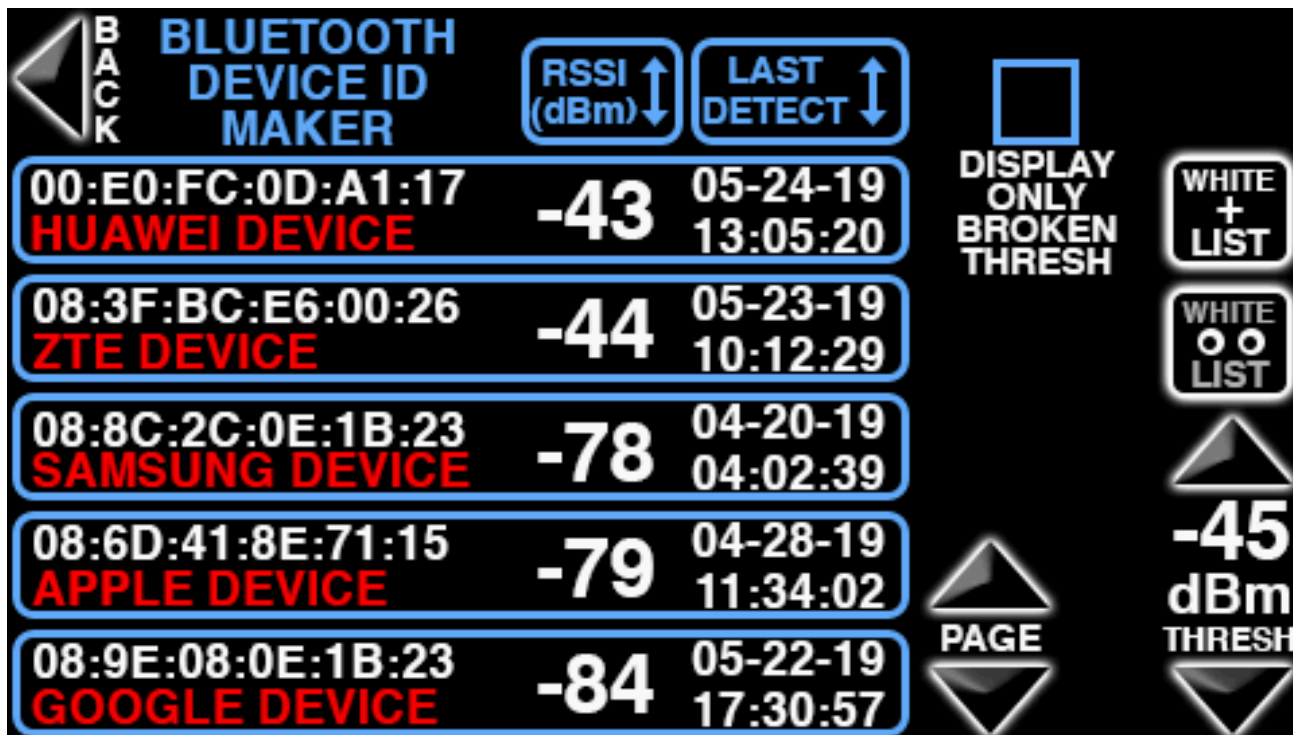 BACK
BLUETOOTH
DEVICE ID
MAKER
RSSI
(dBm)
LAST
DETECT
00:E0:FC:0D:A1:17
HUAWEI DEVICE
-43
05-24-19
13:05:20
08:3F:BC:E6:00:26
ZTE DEVICE
-44
05-23-19
10:12:29
08:8C:2C:0E:1B:23
SAMSUNG DEVICE
-78
04-20-19
04:02:39
08:6D:41:8E:71:15
APPLE DEVICE
-79
04-28-19
11:34:02
08:9E:08:0E:1B:23
GOOGLE DEVICE
-84
05-22-19
17:30:57
DISPLAY
ONLY
BROKEN
THRESH
PAGE
WHITE
+
LIST
WHITE
LIST
-45
dBm
THRESH